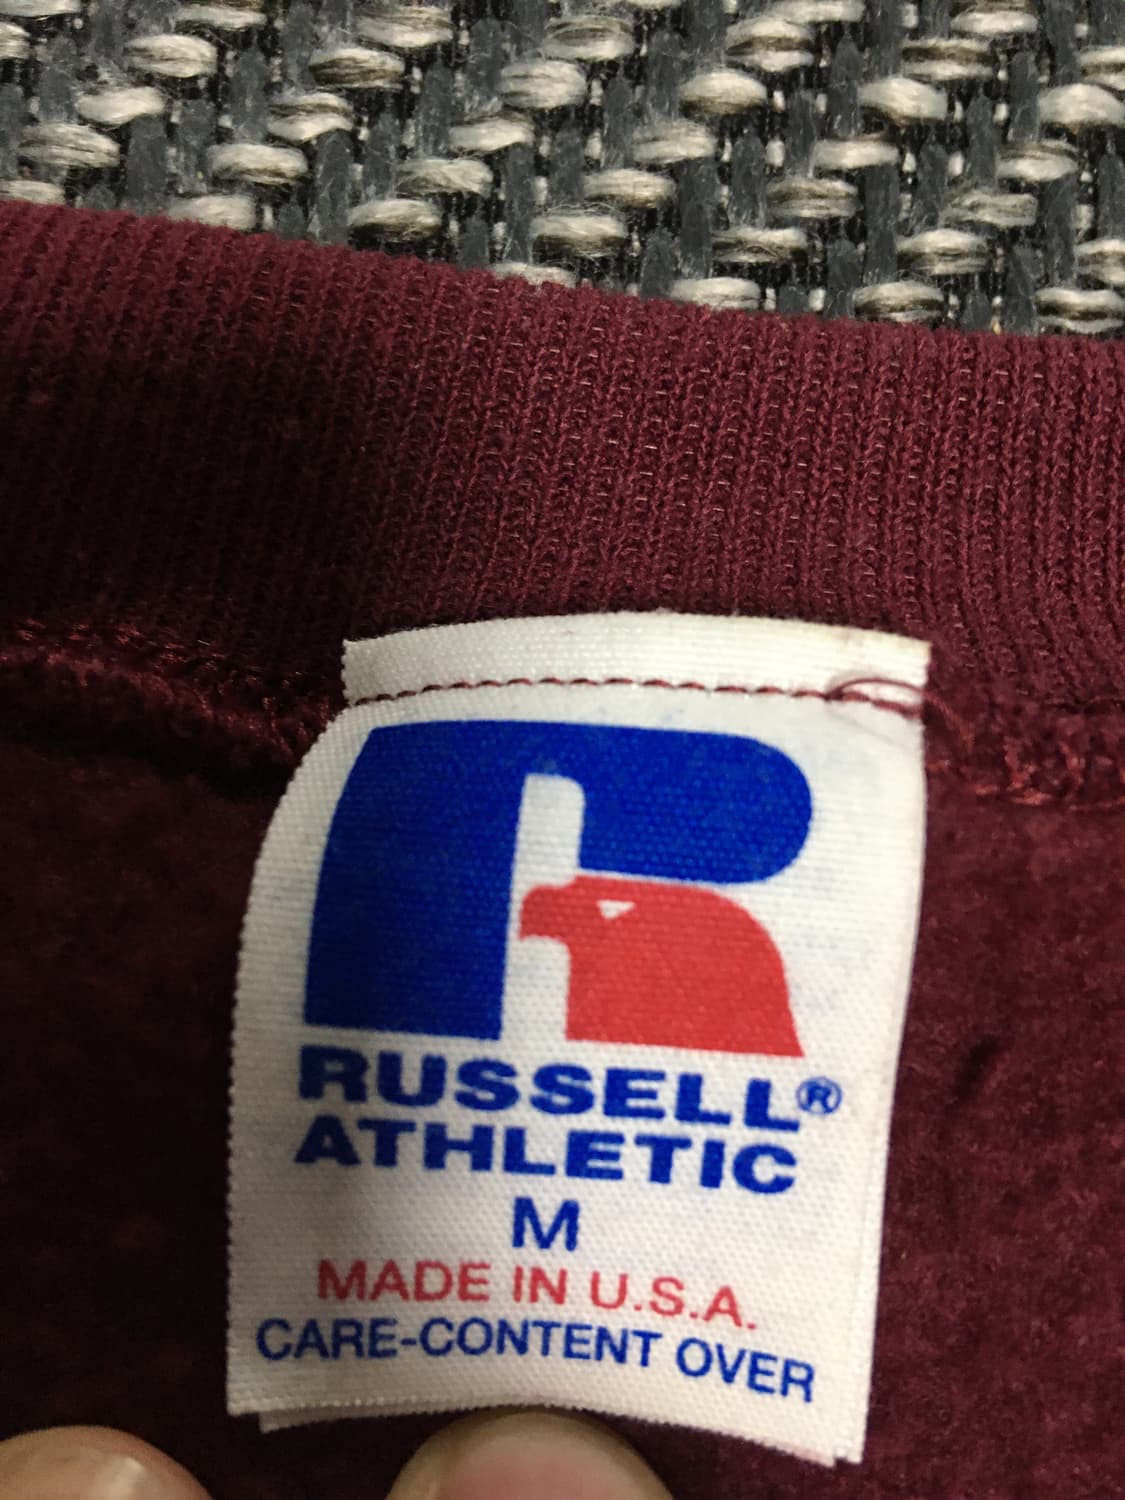 RUSSELL®
ATHLETIC
M
MADE IN U.S.A.
CARE-CONTENT OVER